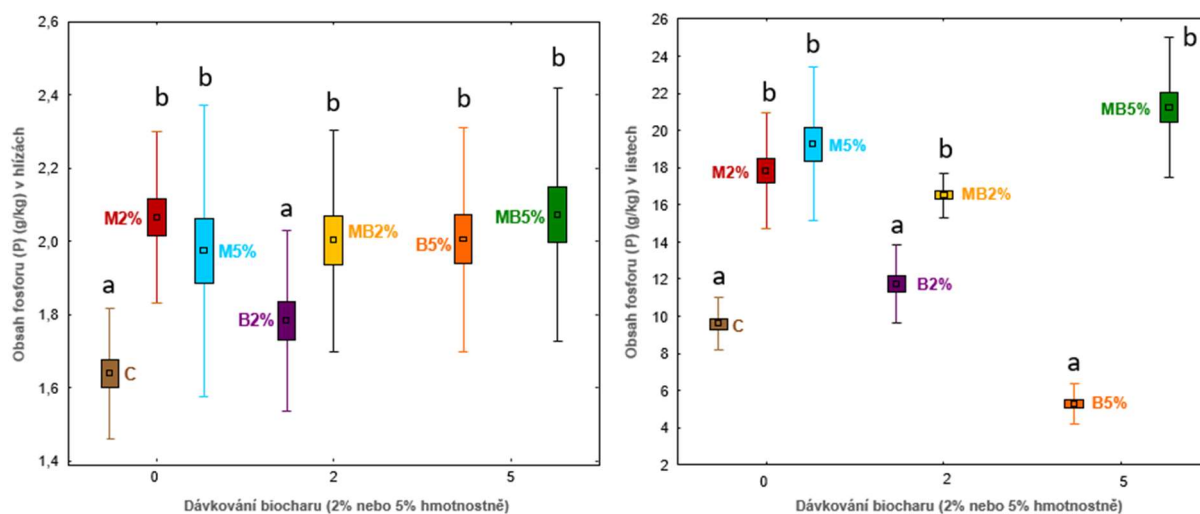 Obsah fosforu (P) (g/kg) v hlízách
2,6
2,4
2,2
2,0
1,8
1,6
1,4
a
C
b
M2%
b
M5%
a
B2%
b
MB2%
b
B5%
b
MB5%
0
2
5
Dávkování biocharu (2% nebo 5% hmotnostně)
Obsah fosforu (P) (g/kg) v listech
26
24
22
20
18
16
14
12
10
8
6
4
2
a
C
b
M2%
b
M5%
a
B2%
b
MB2%
a
B5%
b
MB5%
0
2
5
Dávkování biocharu (2% nebo 5% hmotnostně)